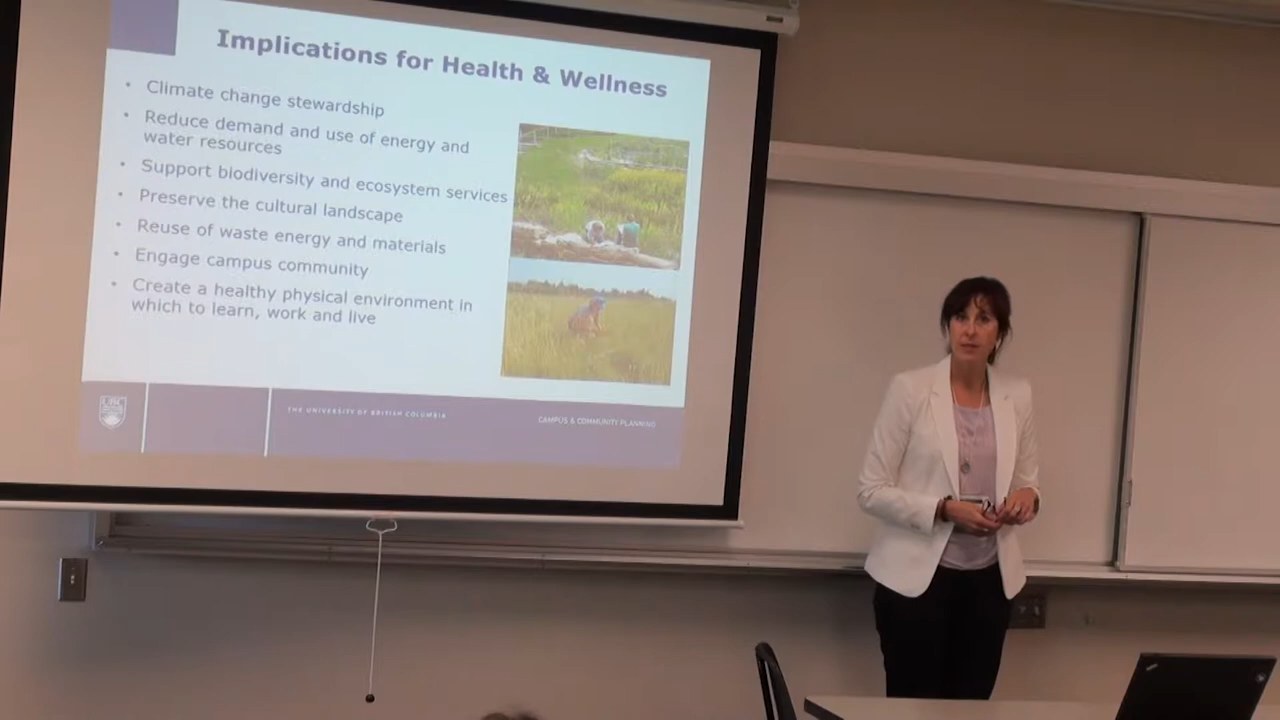 Implications for Health & Wellness
• Climate change stewardship
• Reduce demand and use of energy and
water resources
• Support biodiversity and ecosystem services
• Preserve the cultural landscape
• Reuse of waste energy and materials
• Engage campus community
• Create a healthy physical environment in
which to learn, work and live
UBC
THE UNIVERSITY OF BRITISH COLUMBIA
CAMPUS & COMMUNITY PLANNING